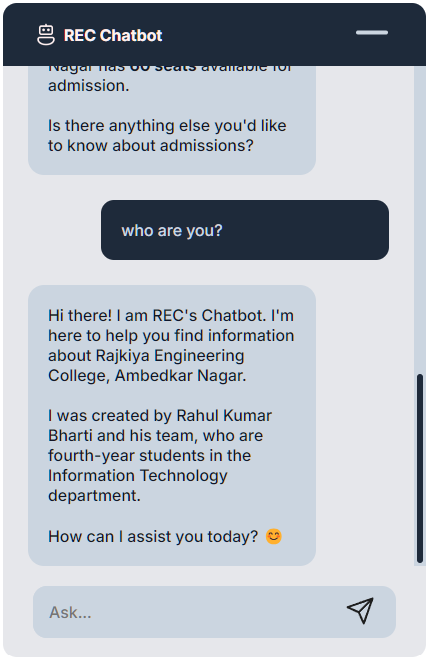 REC Chatbot
Nagar has 60 seats available for
admission.
Is there anything else you'd like
to know about admissions?
who are you?
Hi there! I am REC's Chatbot. I'm
here to help you find information
about Rajkiya Engineering
College, Ambedkar Nagar.
I was created by Rahul Kumar
Bharti and his team, who are
fourth-year students in the
Information Technology
department.
How can I assist you today? 😊
Ask...